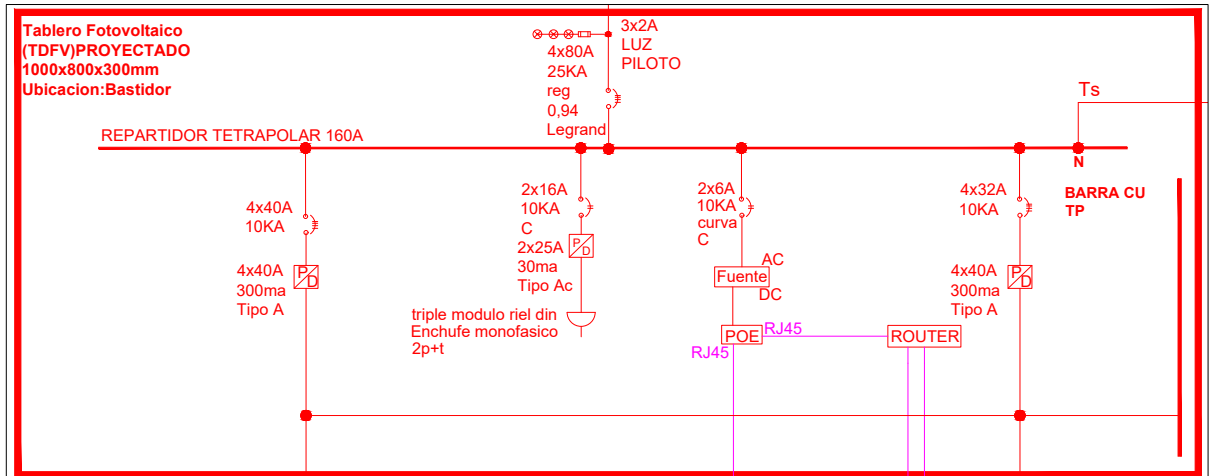 Tablero Fotovoltaico
(TDFV)PROYECTADO
1000x800x300mm
Ubicacion:Bastidor
3x2A
LUZ
PILOTO
4x80A
25KA
reg
0,94
Legrand
Ts
REPARTIDOR TETRAPOLAR 160A
N
BARRA CU
TP
4x40A
10KA
P
D
4x40A
300ma
Tipo A
2x16A
10KA
C
2x25A
30ma
Tipo Ac
P
D
triple modulo riel din
Enchufe monofasico
2p+t
2x6A
10KA
curva
C
AC
Fuente
DC
POE
RJ45
RJ45
ROUTER
4x32A
10KA
4x40A
300ma
Tipo A
P
D